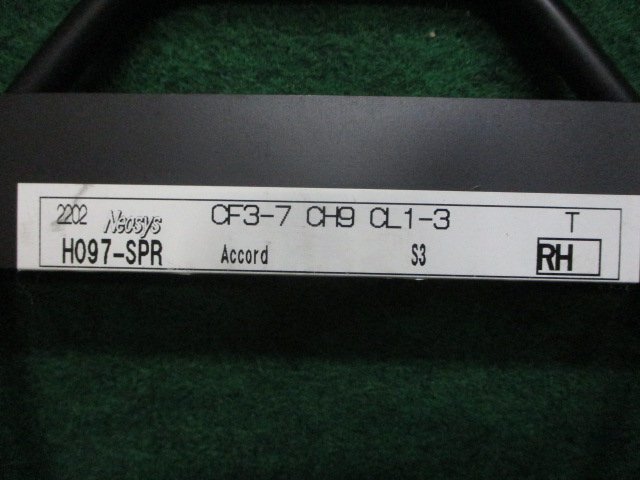 2202 Neosys CF3-7 CH9 CL1-3 T
H097-SPR Accord S3 RH